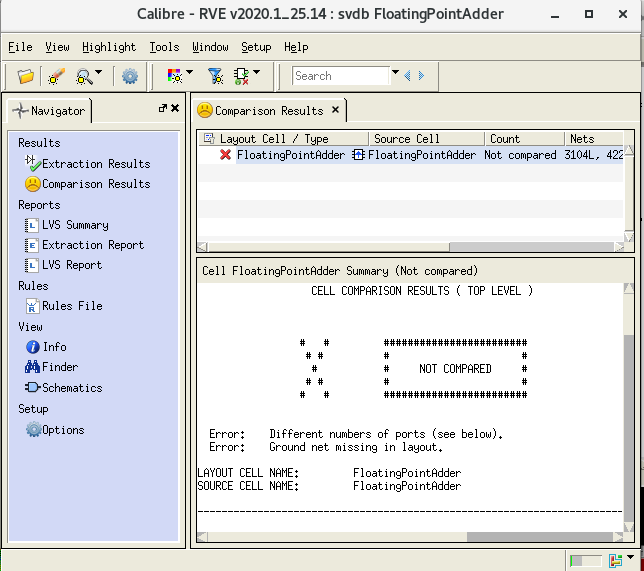 Calibre - RVE v2020.1_25.14 : svdb FloatingPointAdder
File View Highlight Tools Window Setup Help
Search
Navigator
Comparison Results
Results
Extraction Results
Comparison Results
Reports
LVS Summary
Extraction Report
LVS Report
Rules
Rules File
View
Info
Finder
Schematics
Setup
Options
Layout Cell / Type Source Cell Count Nets
FloatingPointAdder FloatingPointAdder Not compared 3104L, 422
Cell FloatingPointAdder Summary (Not compared)
CELL COMPARISON RESULTS ( TOP LEVEL )
# # ########################
# # # #
# # NOT COMPARED #
# # # #
# # ########################
Error: Different numbers of ports (see below).
Error: Ground net missing in layout.
LAYOUT CELL NAME: FloatingPointAdder
SOURCE CELL NAME: FloatingPointAdder
--------------------------------------------------------------------------